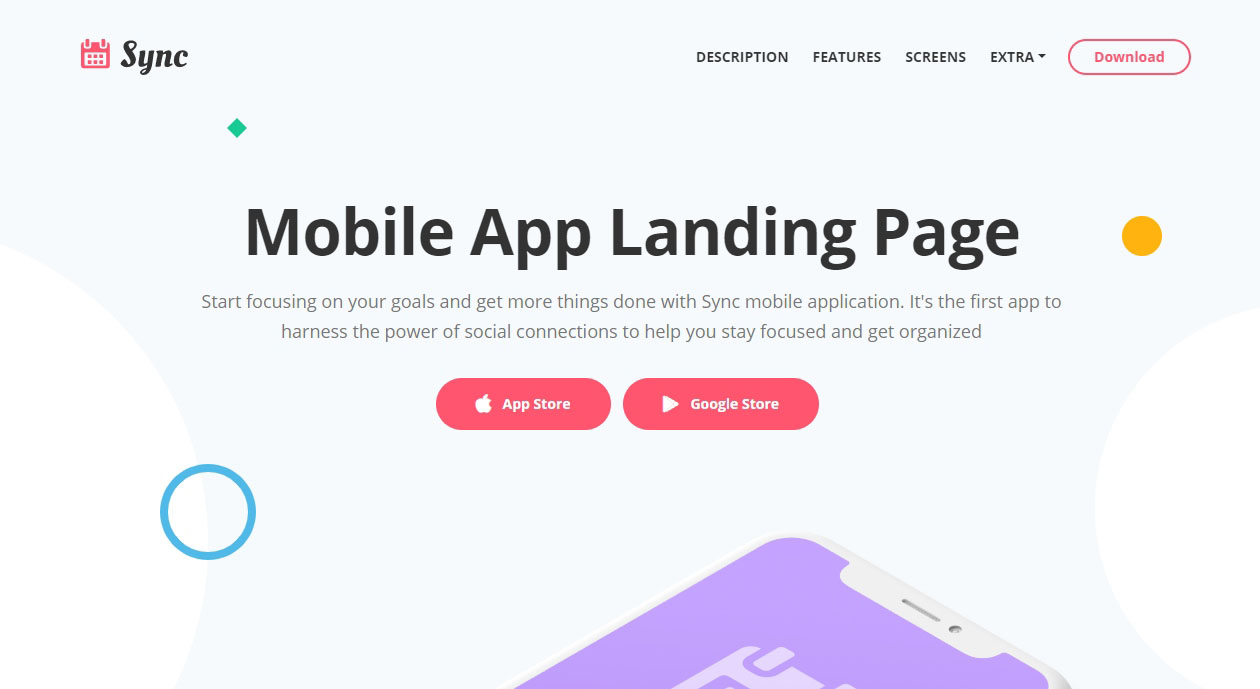 Sync
DESCRIPTION FEATURES SCREENS EXTRA Download
Mobile App Landing Page
Start focusing on your goals and get more things done with Sync mobile application. It's the first app to
harness the power of social connections to help you stay focused and get organized
App Store Google Store